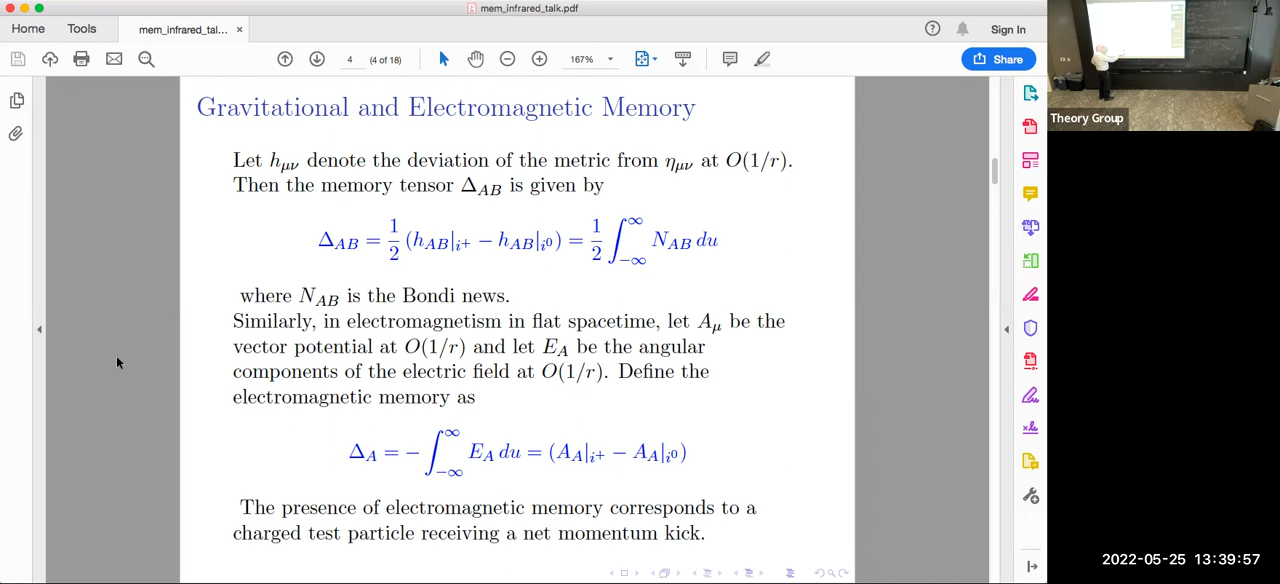 mem_infrared_talk.pdf
Home Tools mem_infrared_tal... × Sign In
4 (4 of 18) 167% Share
Gravitational and Electromagnetic Memory
Let hμν denote the deviation of the metric from ημν at O(1/r).
Then the memory tensor ΔAB is given by
ΔAB = 1/2 (hAB|i+ − hAB|i0) = 1/2 ∫_{−∞}^{∞} NAB du
where NAB is the Bondi news.
Similarly, in electromagnetism in flat spacetime, let Aμ be the
vector potential at O(1/r) and let EA be the angular
components of the electric field at O(1/r). Define the
electromagnetic memory as
ΔA = − ∫_{−∞}^{∞} EA du = (AA|i+ − AA|i0)
The presence of electromagnetic memory corresponds to a
charged test particle receiving a net momentum kick.
Theory Group
2022-05-25 13:39:57